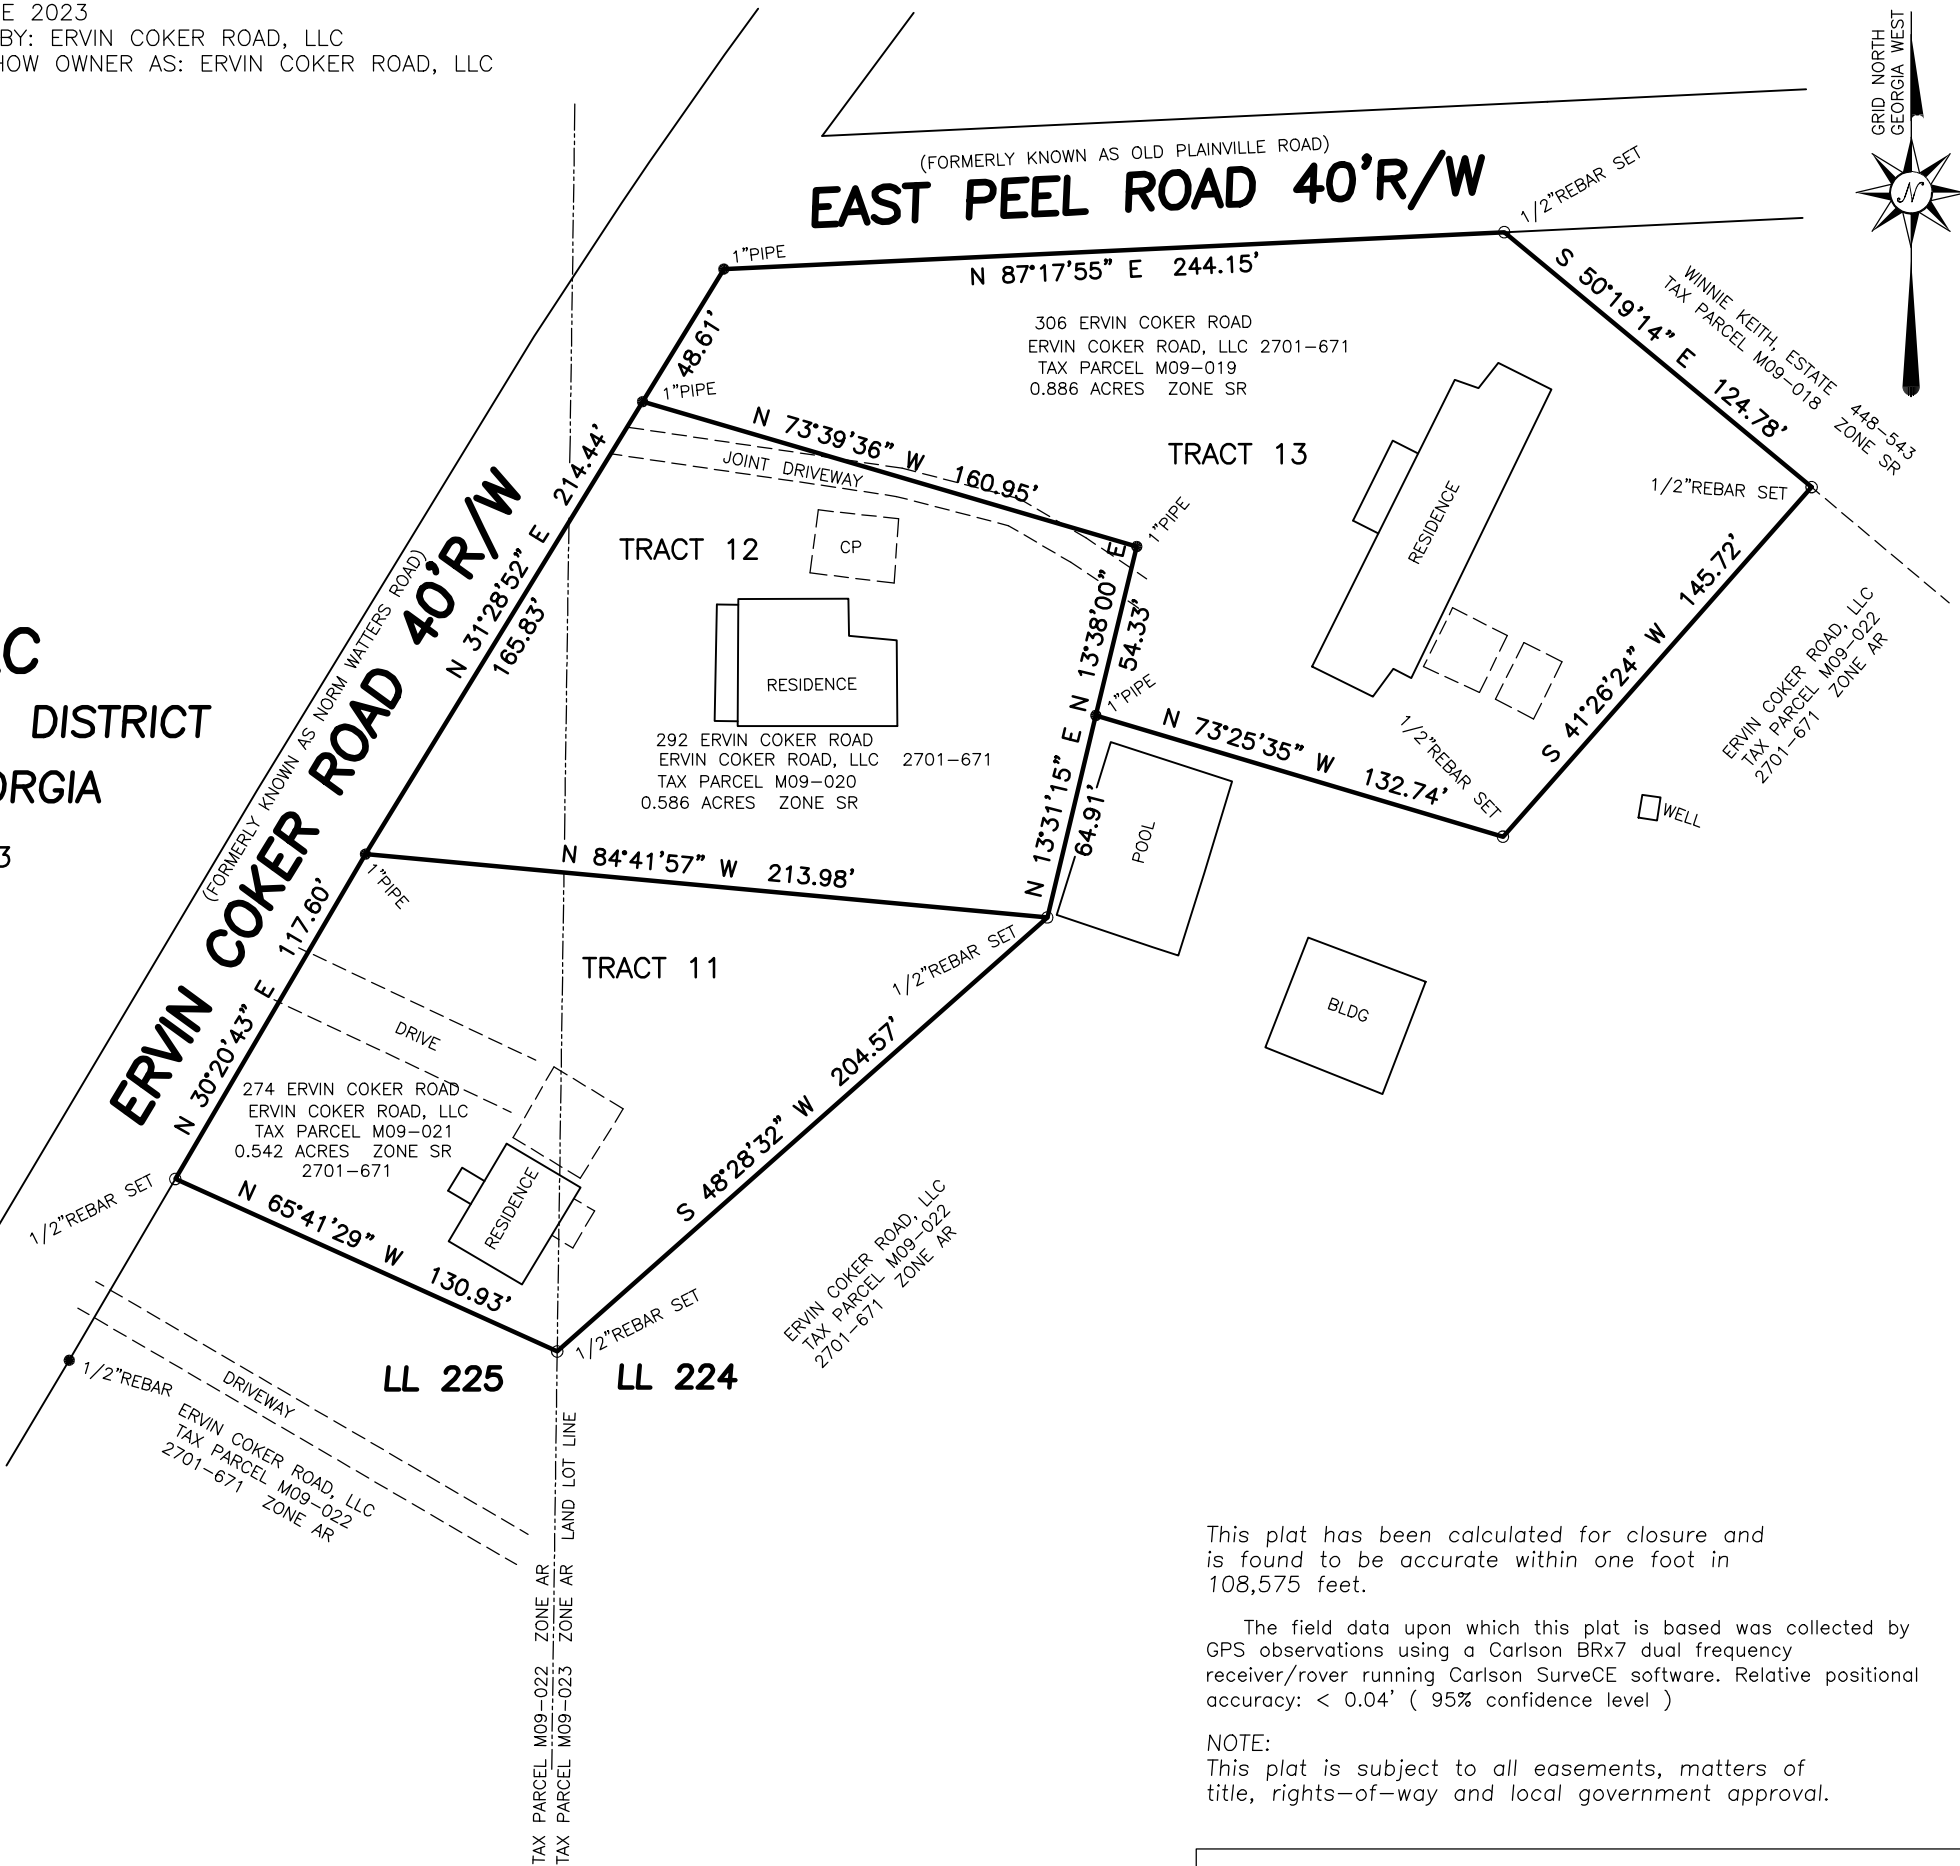 E 2023
BY: ERVIN COKER ROAD, LLC
HOW OWNER AS: ERVIN COKER ROAD, LLC
GRID NORTH
GEORGIA WEST
N
(FORMERLY KNOWN AS OLD PLAINVILLE ROAD)
EAST PEEL ROAD 40'R/W
1/2"REBAR SET
1"PIPE
N 87°17'55" E 244.15'
S 50°19'14" E 124.78'
WINNIE KEITH, ESTATE 448-543
TAX PARCEL M09-018 ZONE SR
48.61'
306 ERVIN COKER ROAD
ERVIN COKER ROAD, LLC 2701-671
TAX PARCEL M09-019
0.886 ACRES ZONE SR
1"PIPE
N 73°39'36" W 160.95'
JOINT DRIVEWAY
TRACT 13
RESIDENCE
1/2"REBAR SET
1"PIPE
N 31°28'52" E 214.44'
165.83'
TRACT 12
CP
RESIDENCE
N 13°38'00" E
54.33'
1"PIPE
S 41°26'24" W 145.72'
ERVIN COKER ROAD, LLC
TAX PARCEL M09-022
2701-671 ZONE AR
N 73°25'35" W 132.74'
1/2"REBAR SET
WELL
C
DISTRICT
ORGIA
3
(FORMERLY KNOWN AS NORM WATTERS ROAD)
ERVIN COKER ROAD 40'R/W
292 ERVIN COKER ROAD
ERVIN COKER ROAD, LLC 2701-671
TAX PARCEL M09-020
0.586 ACRES ZONE SR
N 13°31'15" E
64.91'
POOL
N 84°41'57" W 213.98'
1"PIPE
1/2"REBAR SET
TRACT 11
BLDG
N 30°20'43" E 117.60'
DRIVE
S 48°28'32" W 204.57'
274 ERVIN COKER ROAD
ERVIN COKER ROAD, LLC
TAX PARCEL M09-021
0.542 ACRES ZONE SR
2701-671
RESIDENCE
1/2"REBAR SET
N 65°41'29" W 130.93'
1/2"REBAR SET
ERVIN COKER ROAD, LLC
TAX PARCEL M09-022
2701-671 ZONE AR
LL 225
LL 224
1/2"REBAR
DRIVEWAY
ERVIN COKER ROAD, LLC
TAX PARCEL M09-022
2701-671 ZONE AR
TAX PARCEL M09-022 ZONE AR
TAX PARCEL M09-023 ZONE AR LAND LOT LINE
This plat has been calculated for closure and
is found to be accurate within one foot in
108,575 feet.
The field data upon which this plat is based was collected by
GPS observations using a Carlson BRx7 dual frequency
receiver/rover running Carlson SurveCE software. Relative positional
accuracy: < 0.04' ( 95% confidence level )
NOTE:
This plat is subject to all easements, matters of
title, rights-of-way and local government approval.